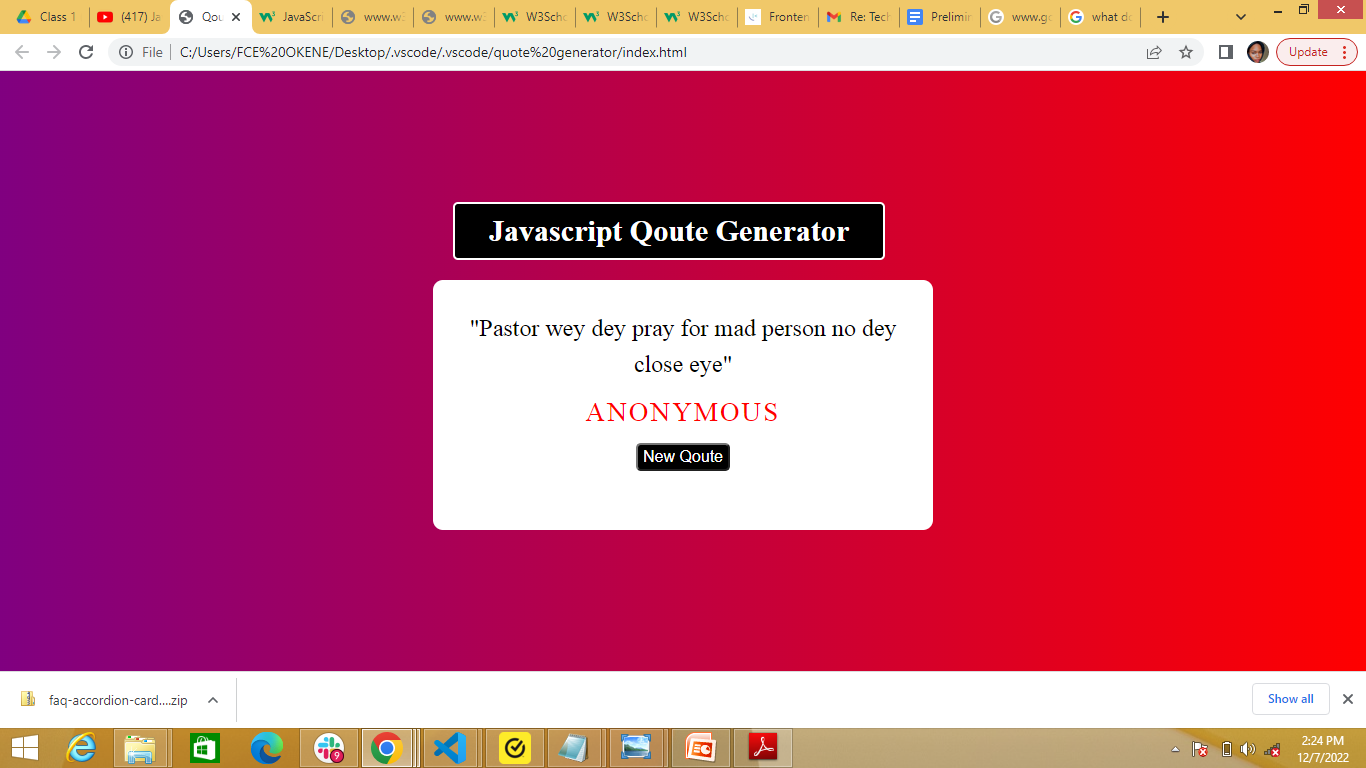 Class 1
(417) Ja
Qou
JavaScri
www.w3
www.w3
W3Scho
W3Scho
W3Scho
Fronten
Re: Tech
Prelimin
www.go
what do
File
C:/Users/FCE%20OKENE/Desktop/.vscode/.vscode/quote%20generator/index.html
Update
Javascript Qoute Generator
"Pastor wey dey pray for mad person no dey
close eye"
ANONYMOUS
New Qoute
faq-accordion-card....zip
Show all
9
2:24 PM
12/7/2022